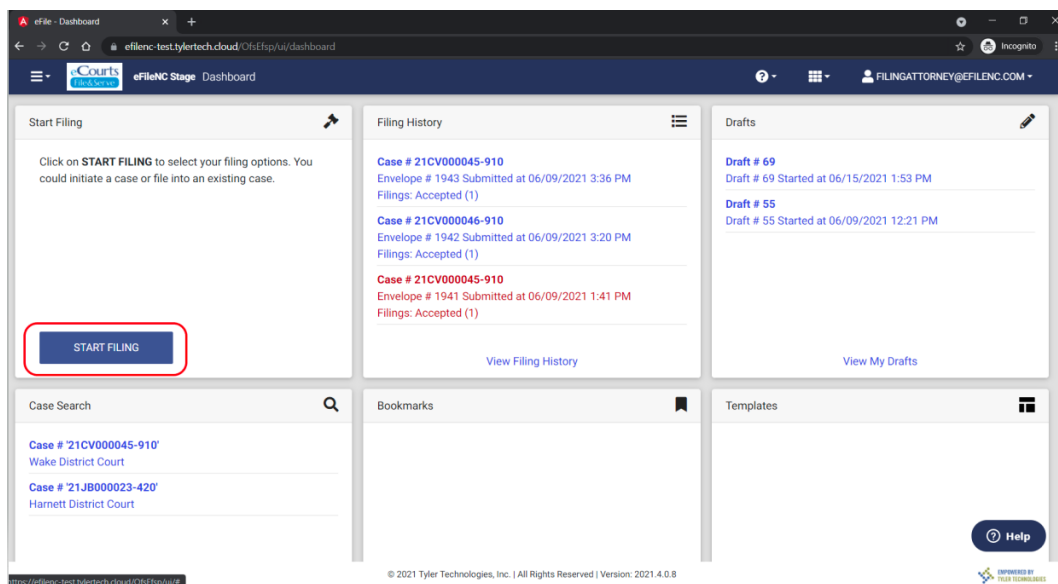 eFile - Dashboard
efilenc-test.tylertech.cloud/OfsEfsp/ui/dashboard
Incognito
eCourts
File&Serve
eFileNC Stage Dashboard
FILINGATTORNEY@EFILENC.COM
Start Filing
Click on START FILING to select your filing options. You
could initiate a case or file into an existing case.
START FILING
Filing History
Case # 21CV000045-910
Envelope # 1943 Submitted at 06/09/2021 3:36 PM
Filings: Accepted (1)
Case # 21CV000046-910
Envelope # 1942 Submitted at 06/09/2021 3:20 PM
Filings: Accepted (1)
Case # 21CV000045-910
Envelope # 1941 Submitted at 06/09/2021 1:41 PM
Filings: Accepted (1)
View Filing History
Drafts
Draft # 69
Draft # 69 Started at 06/15/2021 1:53 PM
Draft # 55
Draft # 55 Started at 06/09/2021 12:21 PM
View My Drafts
Case Search
Case # '21CV000045-910'
Wake District Court
Case # '21JB000023-420'
Harnett District Court
Bookmarks
Templates
Help
https://efilenc-test.tylertech.cloud/OfsEfsp/ui/#
© 2021 Tyler Technologies, Inc. | All Rights Reserved | Version: 2021.4.0.8
EMPOWERED BY
TYLER TECHNOLOGIES